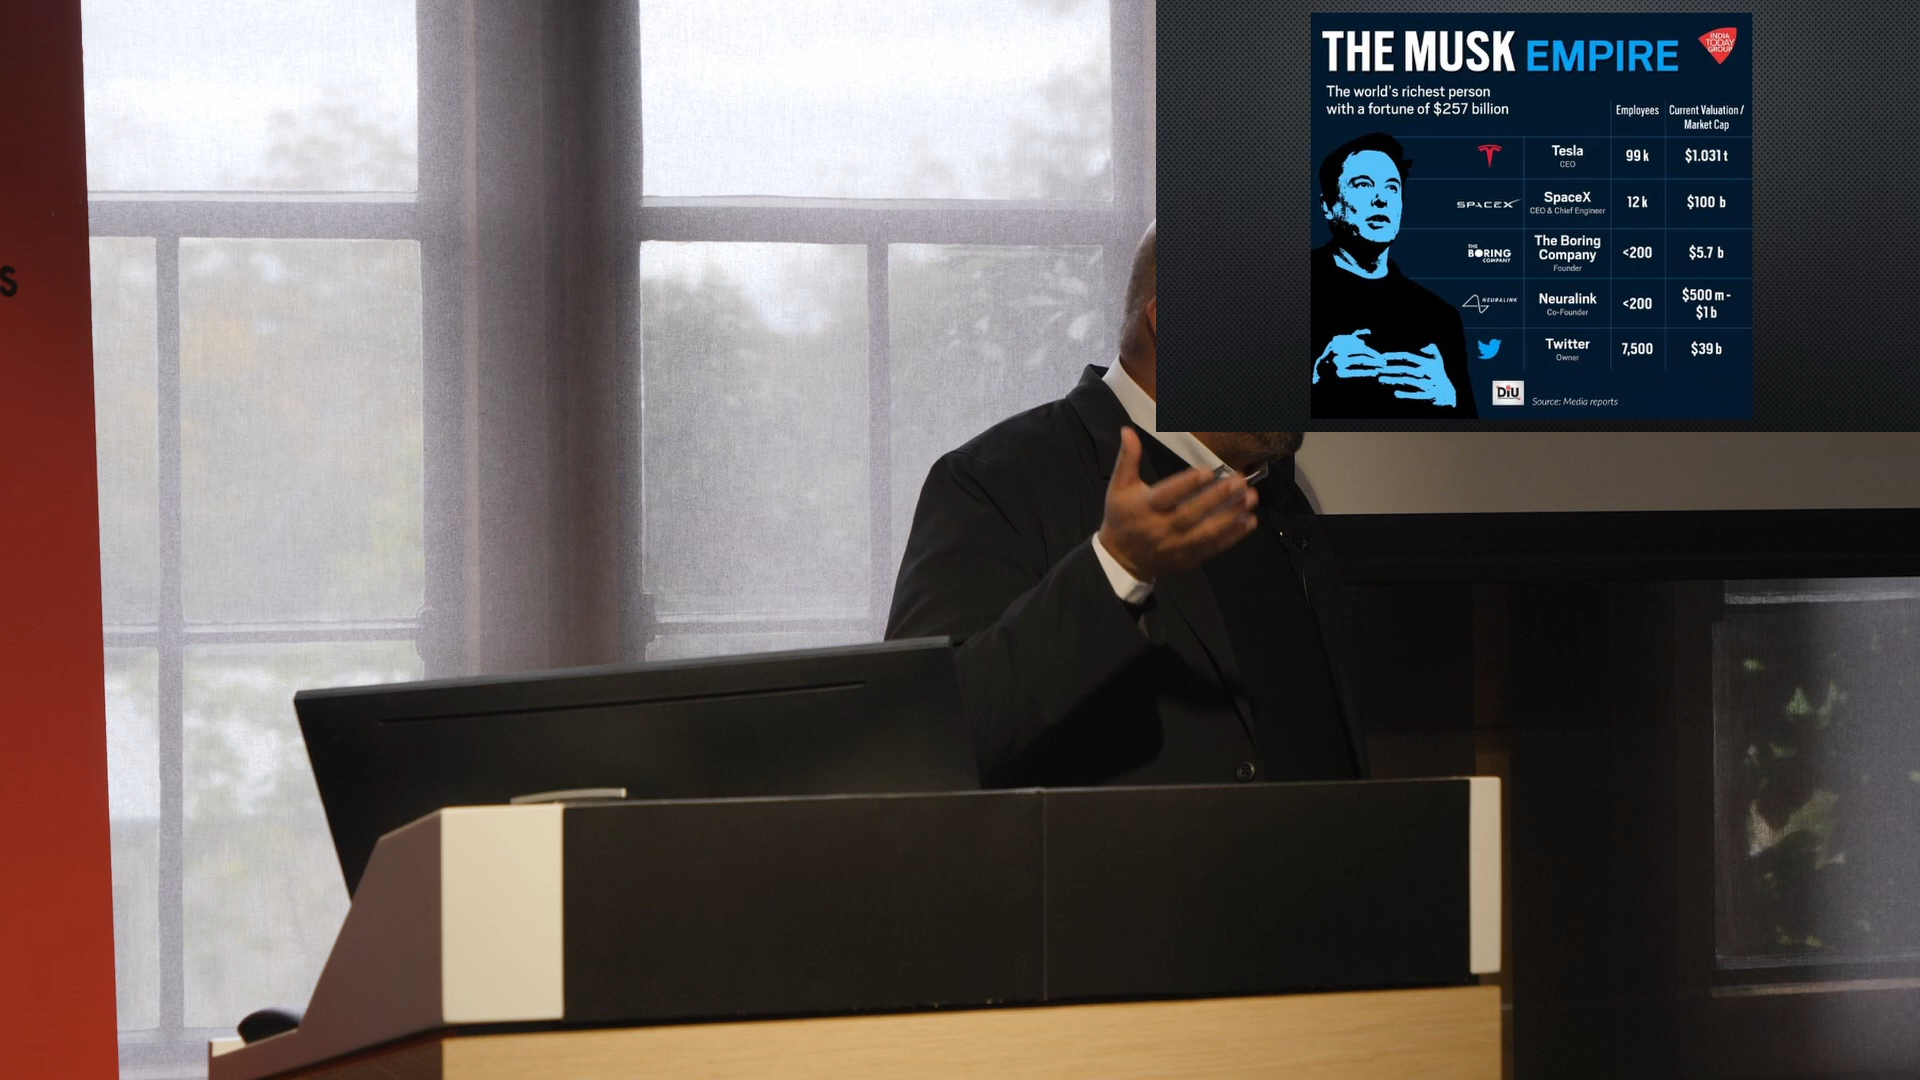 S
THE MUSK EMPIRE
INDIA
TODAY
GROUP
The world's richest person
with a fortune of $257 billion
Employees
Current Valuation /
Market Cap
Tesla
CEO
99 k
$1.031 t
SPACEX
SpaceX
CEO & Chief Engineer
12 k
$100 b
THE
BORING
COMPANY
The Boring
Company
Founder
<200
$5.7 b
NEURALINK
Neuralink
Co-Founder
<200
$500 m -
$1 b
Twitter
Owner
7,500
$39 b
DiU
Source: Media reports